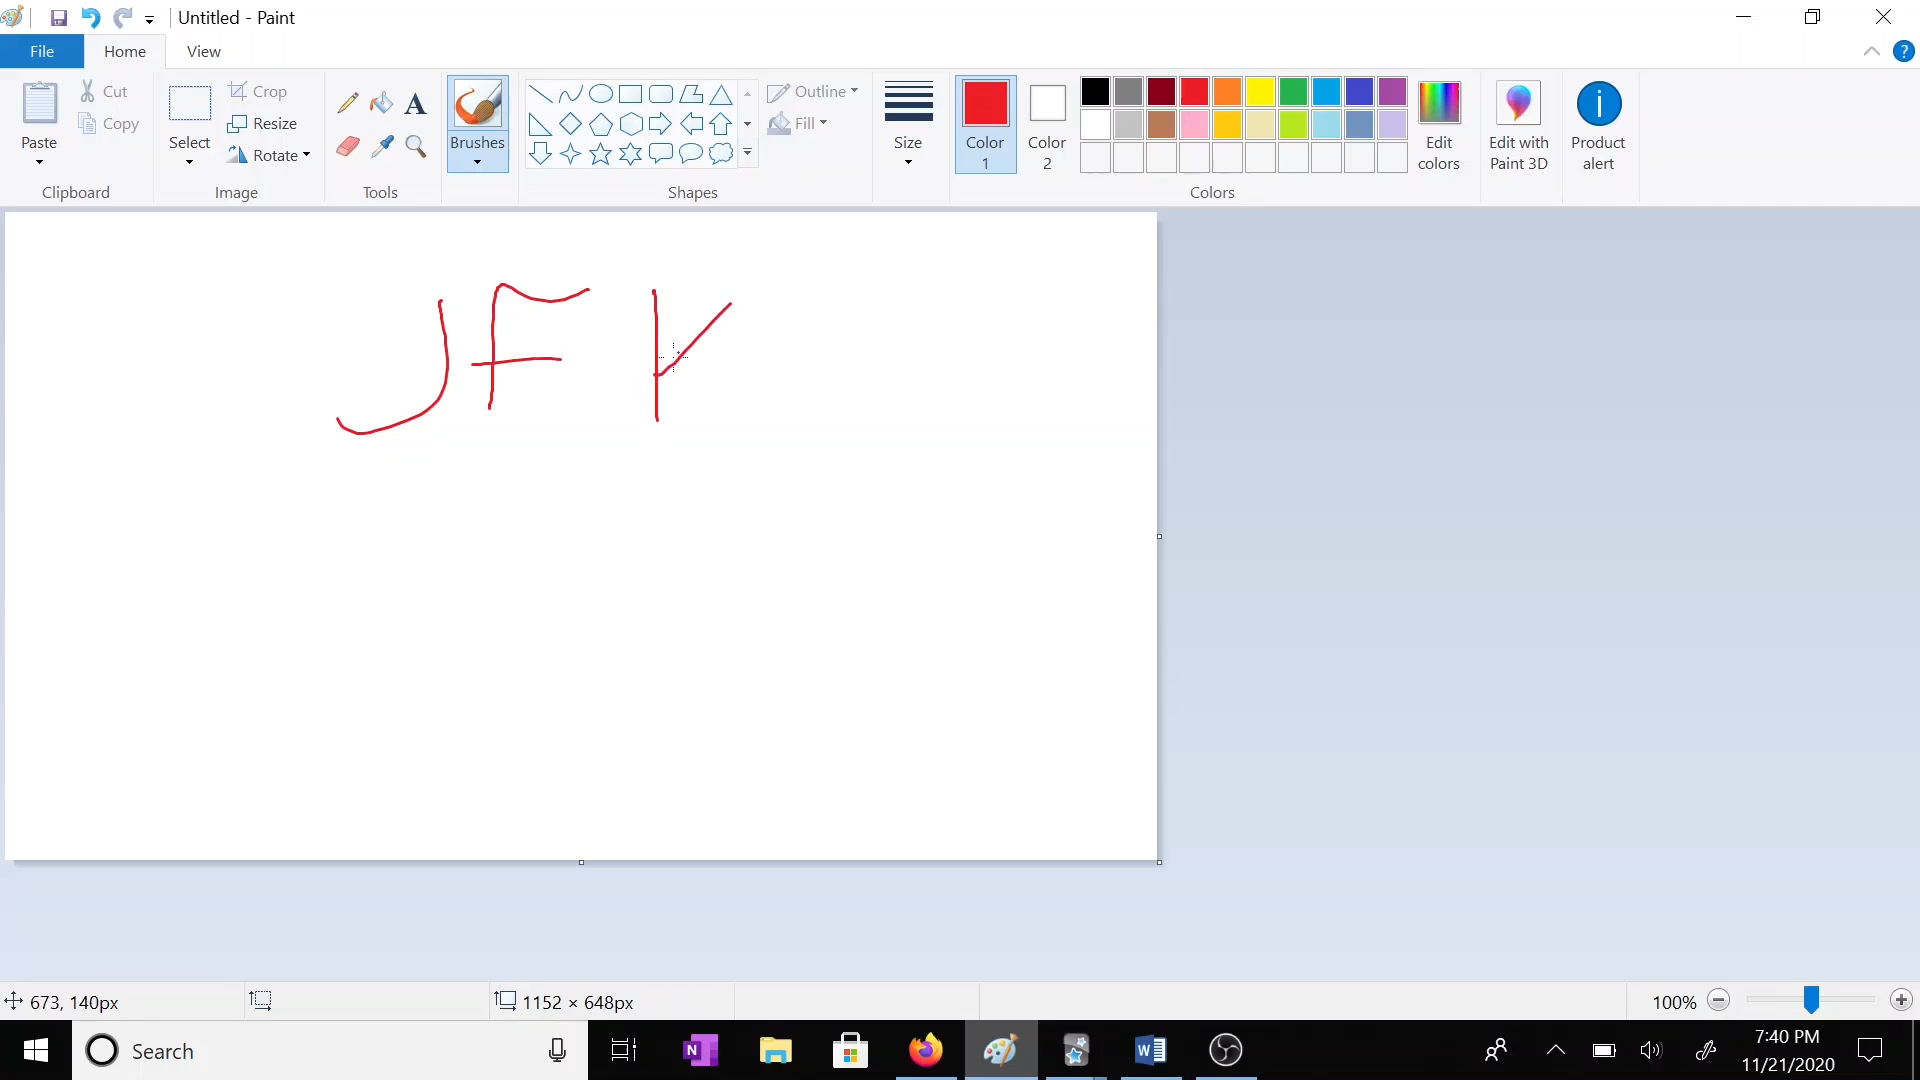 Untitled - Paint
File Home View
Paste
Cut
Copy
Clipboard
Select
Crop
Resize
Rotate
Image
A
Tools
Brushes
Shapes
Outline
Fill
Size
Color 1
Color 2
Colors
Edit colors
Edit with Paint 3D
Product alert
JF
673, 140px
1152 × 648px
100%
Search
N
W
7:40 PM
11/21/2020